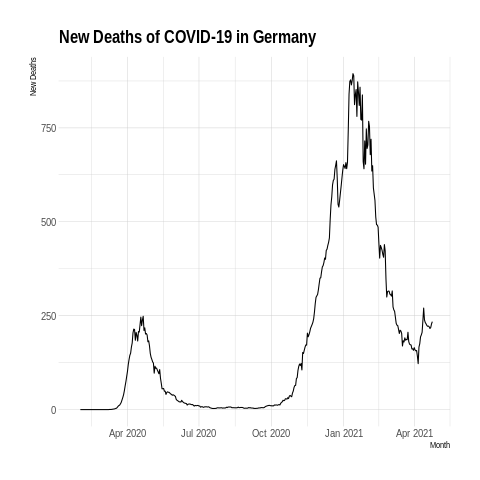 New Deaths of COVID-19 in Germany
New Deaths
750
500
250
0
Apr 2020 Jul 2020 Oct 2020 Jan 2021 Apr 2021
Month